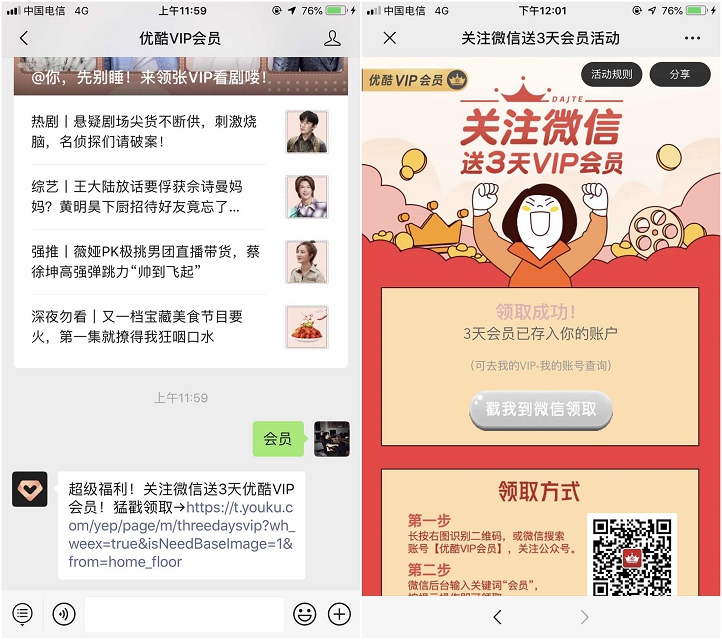 中国电信 4G
上午11:59
76%
优酷VIP会员
@你，先别睡！来领张VIP看剧喽！
热剧丨悬疑剧场尖货不断供，刺激烧
脑，名侦探们请破案！
综艺丨王大陆放话要俘获佘诗曼妈
妈？黄明昊下厨招待好友竟忘了...
强推丨薇娅PK极挑男团直播带货，蔡
徐坤高强弹跳力“帅到飞起”
深夜勿看丨又一档宝藏美食节目要
火，第一集就撩得我狂咽口水
上午11:59
会员
超级福利！关注微信送3天优酷VIP
会员！猛戳领取→https://t.youku.c
om/yep/page/m/threedaysvip?wh_
weex=true&isNeedBaseImage=1&
from=home_floor
中国电信 4G
下午12:01
76%
关注微信送3天会员活动
优酷VIP会员
活动规则
分享
DAJTE
关注微信
送3天VIP会员
领取成功！
3天会员已存入你的账户
（可去我的VIP-我的账号查询）
戳我到微信领取
领取方式
第一步
长按右图识别二维码，或微信搜索
账号【优酷VIP会员】，关注公众号。
第二步
微信后台输入关键词“会员”，